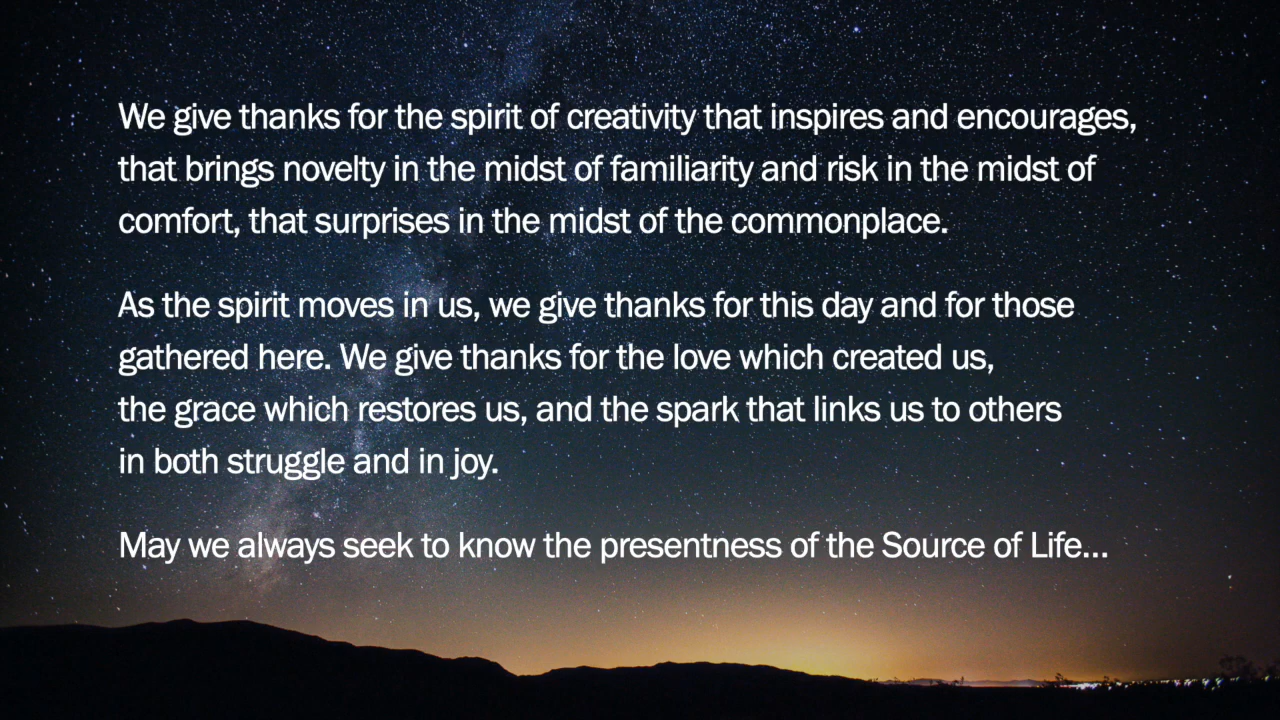 We give thanks for the spirit of creativity that inspires and encourages,
that brings novelty in the midst of familiarity and risk in the midst of
comfort, that surprises in the midst of the commonplace.
As the spirit moves in us, we give thanks for this day and for those
gathered here. We give thanks for the love which created us,
the grace which restores us, and the spark that links us to others
in both struggle and in joy.
May we always seek to know the presentness of the Source of Life...